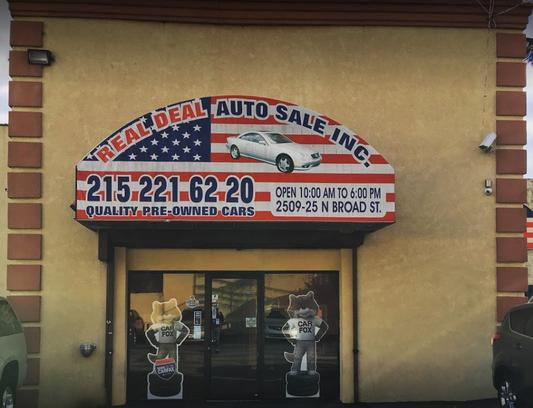 REAL DEAL AUTO SALE INC.
215 221 62 20
QUALITY PRE-OWNED CARS
OPEN 10:00 AM TO 6:00 PM
2509-25 N BROAD ST.
CAR
FOX
CAR
FOX
CARFAX